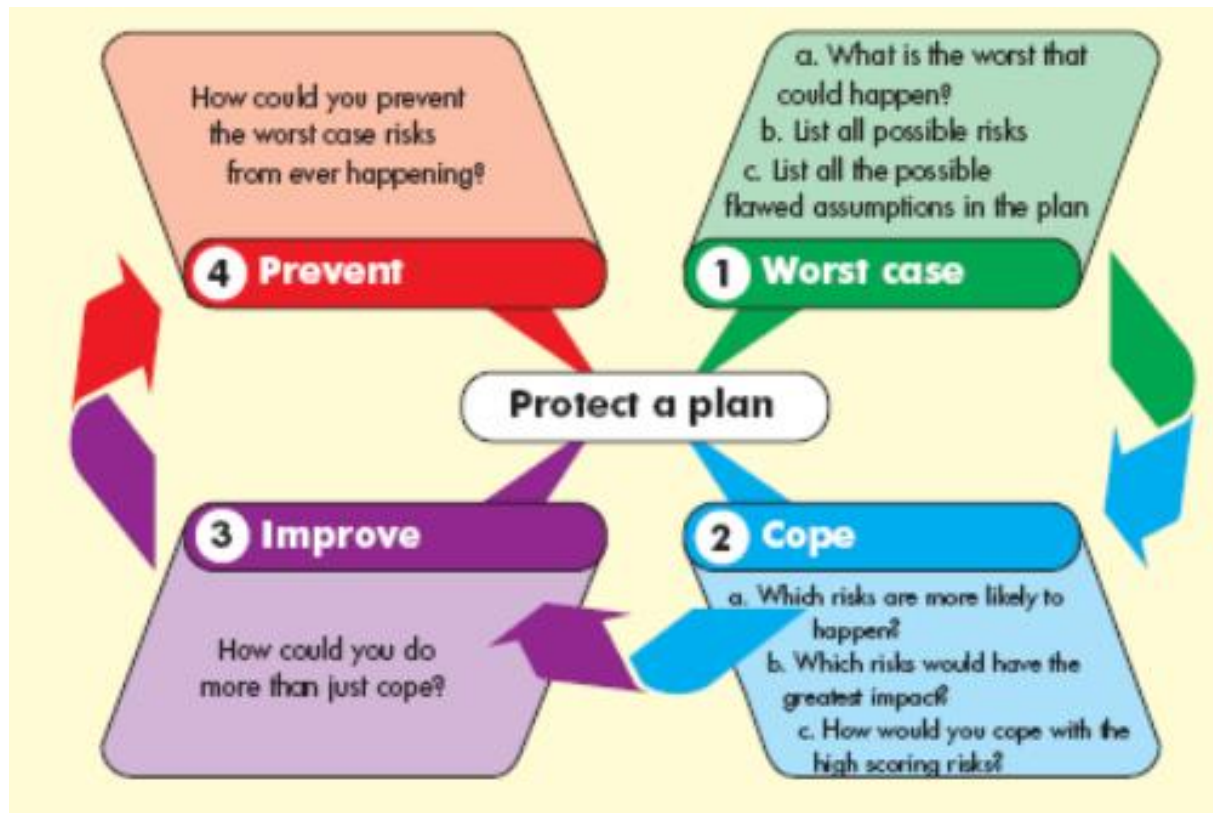 Protect a plan
a. What is the worst that
could happen?
b. List all possible risks
c. List all the possible
flawed assumptions in the plan
1 Worst case
2 Cope
a. Which risks are more likely to
happen?
b. Which risks would have the
greatest impact?
c. How would you cope with the
high scoring risks?
3 Improve
How could you do
more than just cope?
How could you prevent
the worst case risks
from ever happening?
4 Prevent